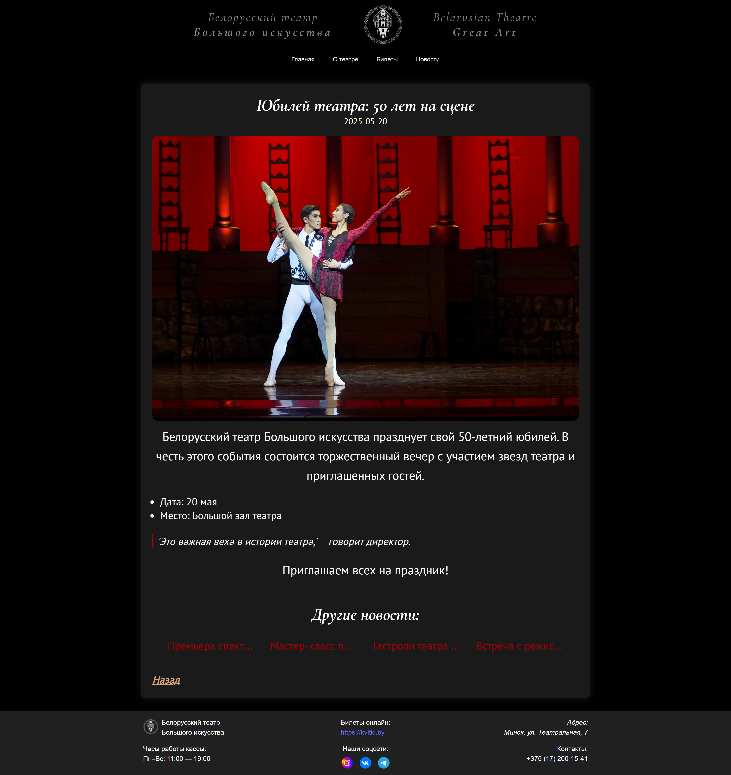 Белорусский театр
Большого искусства
Belarusian Theatre
Great Art
Главная О театре Билеты Новости
Юбилей театра: 50 лет на сцене
2025-05-20
Белорусский театр Большого искусства празднует свой 50-летний юбилей. В
честь этого события состоится торжественный вечер с участием звезд театра и
приглашенных гостей.
Дата: 20 мая
Место: Большой зал театра
"Это важная веха в истории театра," — говорит директор.
Приглашаем всех на праздник!
Другие новости:
Премьера спект... Мастер-класс п... Гастроли театра ... Встреча с режис...
Назад
Белорусский театр
Большого искусства
Часы работы кассы:
Пн–Вс: 11:00 — 19:00
Билеты онлайн:
https://kvitki.by
Наши соцсети:
Адрес:
Минск, ул. Театральная, 7
Контакты:
+375 (17) 200-15-41